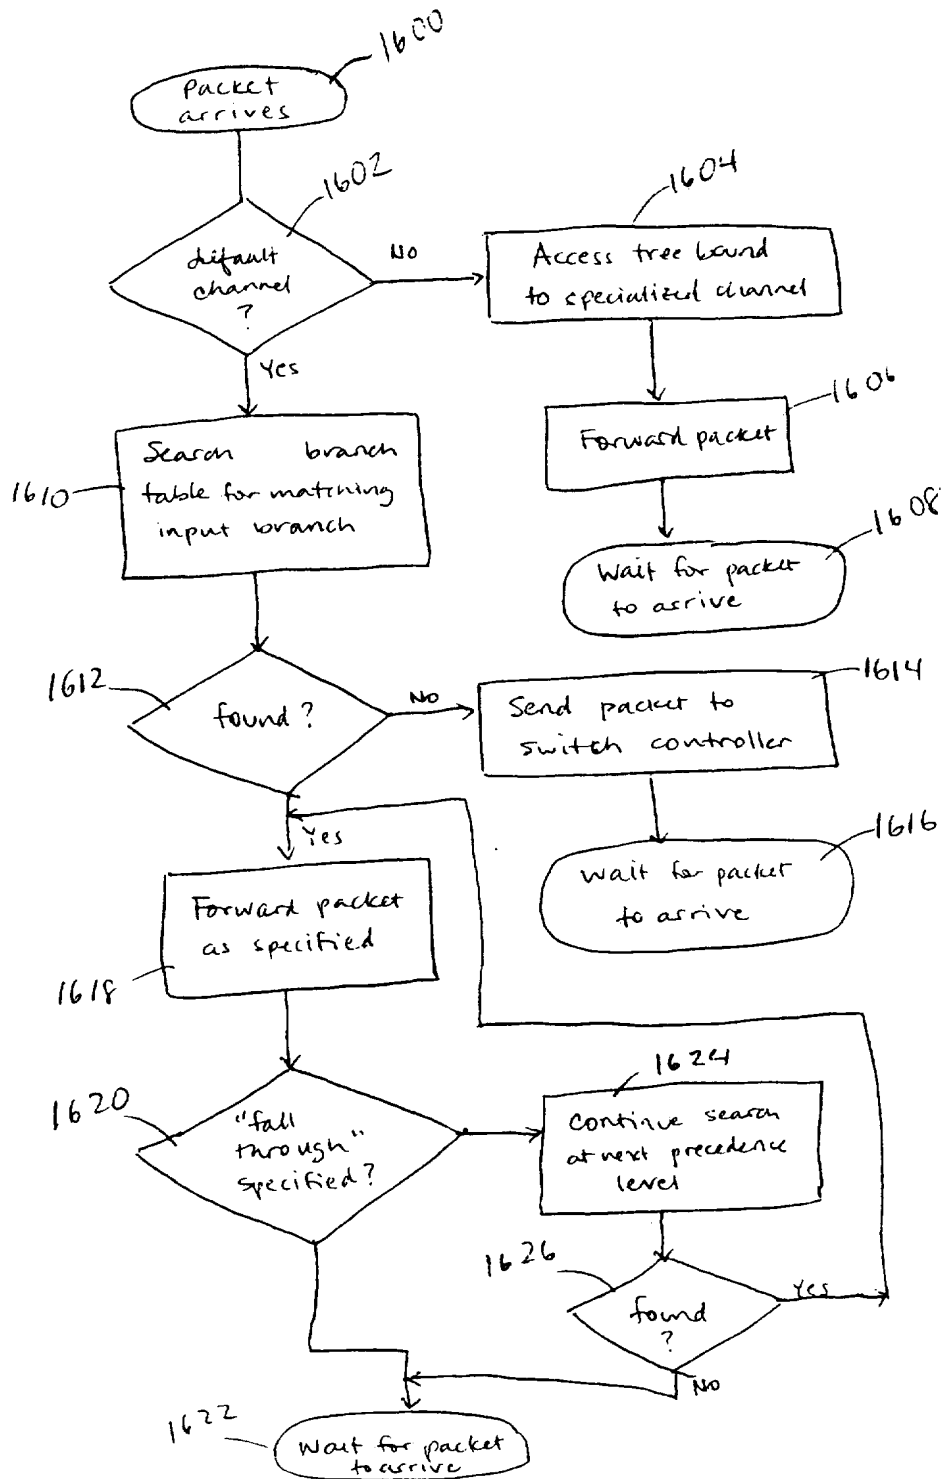 1600
Packet
arrives
1602
default
channel
?
No
1604
Access tree bound
to specialized channel
Yes
1606
Forward packet
1608
Wait for packet
to arrive
1610
Search branch
table for matching
input branch
1612
found?
No
1614
Send packet to
switch controller
1616
Wait for packet
to arrive
Yes
Forward packet
as specified
1618
1620
"fall
through"
specified?
1624
Continue search
at next precedence
level
1626
found
?
Yes
No
1622
Wait for packet
to arrive